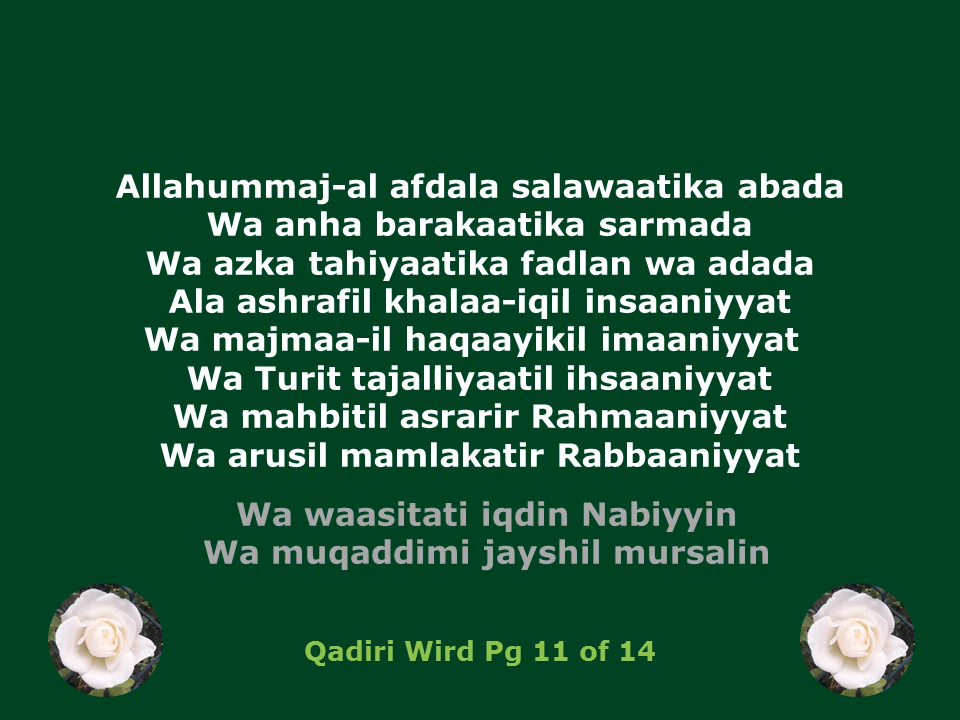 Allahummaj-al afdala salawaatika abada
Wa anha barakaatika sarmada
Wa azka tahiyaatika fadlan wa adada
Ala ashrafil khalaa-iqil insaaniyyat
Wa majmaa-il haqaayikil imaaniyyat
Wa Turit tajalliyaatil ihsaaniyyat
Wa mahbitil asrarir Rahmaaniyyat
Wa arusil mamlakatir Rabbaaniyyat
Wa waasitati iqdin Nabiyyin
Wa muqaddimi jayshil mursalin
Qadiri Wird Pg 11 of 14